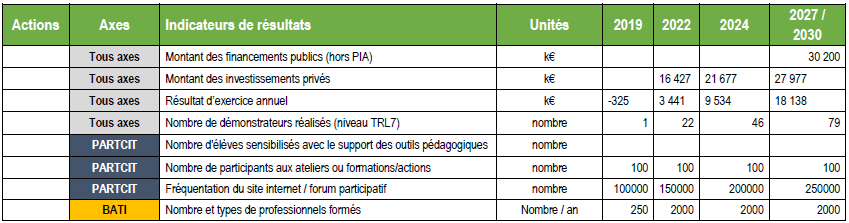 Actions Axes Indicateurs de résultats Unités 2019 2022 2024 2027 / 2030
Tous axes Montant des financements publics (hors PIA) k€ 30 200
Tous axes Montant des investissements privés k€ 16 427 21 677 27 977
Tous axes Résultat d'exercice annuel k€ -325 3 441 9 534 18 138
Tous axes Nombre de démonstrateurs réalisés (niveau TRL7) nombre 1 22 46 79
PARTCIT Nombre d'élèves sensibilisés avec le support des outils pédagogiques nombre
PARTCIT Nombre de participants aux ateliers ou formations/actions nombre 100 100 100 100
PARTCIT Fréquentation du site internet / forum participatif nombre 100000 150000 200000 250000
BATI Nombre et types de professionnels formés Nombre / an 250 2000 2000 2000